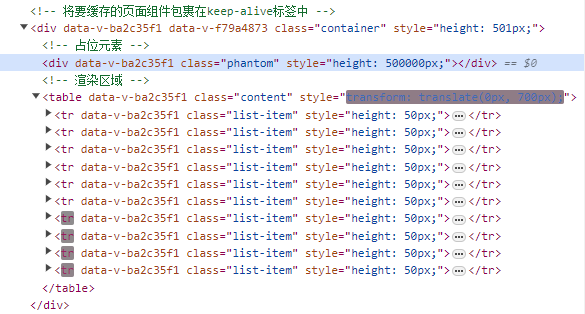 <!-- 将要缓存的页面组件包裹在keep-alive标签中 -->
<div data-v-ba2c35f1 data-v-f79a4873 class="container" style="height: 501px;">
<!-- 占位元素 -->
<div data-v-ba2c35f1 class="phantom" style="height: 500000px;"></div> == $0
<!-- 渲染区域 -->
<table data-v-ba2c35f1 class="content" style="transform: translate(0px, 700px);">
<tr data-v-ba2c35f1 class="list-item" style="height: 50px;">…</tr>
<tr data-v-ba2c35f1 class="list-item" style="height: 50px;">…</tr>
<tr data-v-ba2c35f1 class="list-item" style="height: 50px;">…</tr>
<tr data-v-ba2c35f1 class="list-item" style="height: 50px;">…</tr>
<tr data-v-ba2c35f1 class="list-item" style="height: 50px;">…</tr>
<tr data-v-ba2c35f1 class="list-item" style="height: 50px;">…</tr>
<tr data-v-ba2c35f1 class="list-item" style="height: 50px;">…</tr>
<tr data-v-ba2c35f1 class="list-item" style="height: 50px;">…</tr>
<tr data-v-ba2c35f1 class="list-item" style="height: 50px;">…</tr>
<tr data-v-ba2c35f1 class="list-item" style="height: 50px;">…</tr>
</table>
</div>